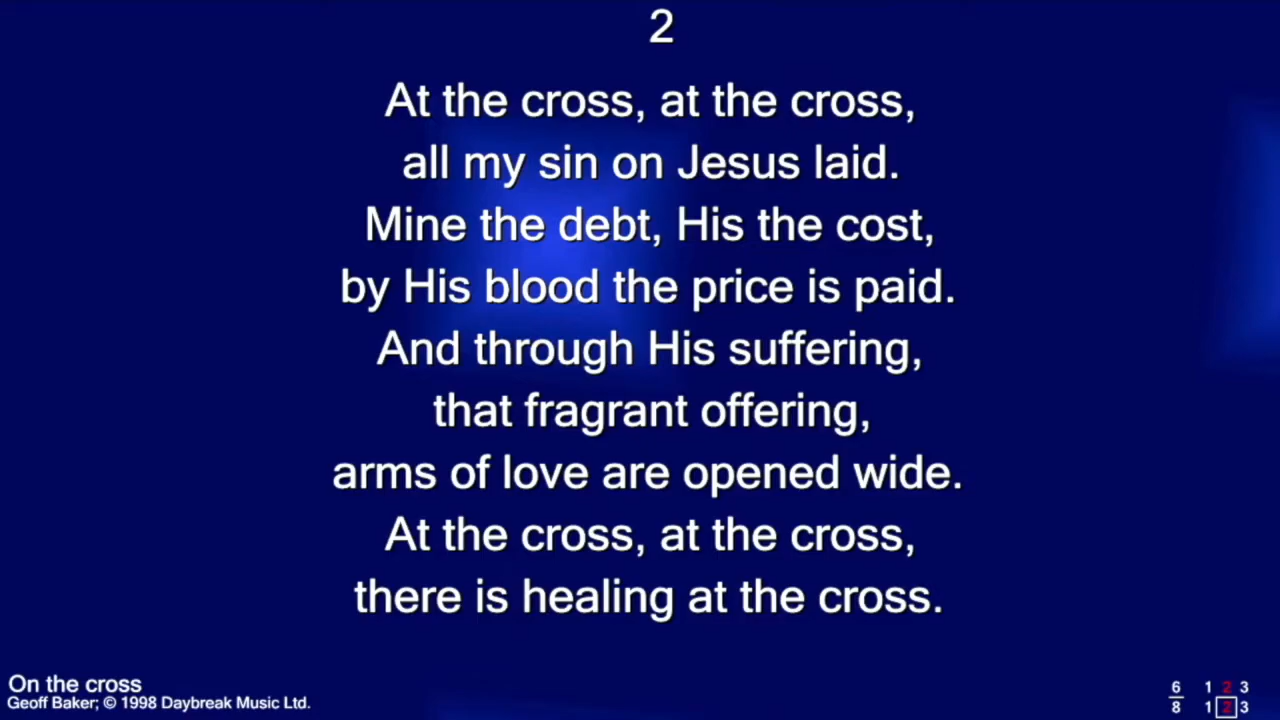 2
At the cross, at the cross,
all my sin on Jesus laid.
Mine the debt, His the cost,
by His blood the price is paid.
And through His suffering,
that fragrant offering,
arms of love are opened wide.
At the cross, at the cross,
there is healing at the cross.
On the cross
Geoff Baker; © 1998 Daybreak Music Ltd.
6 1 2 3
8 1 2 3